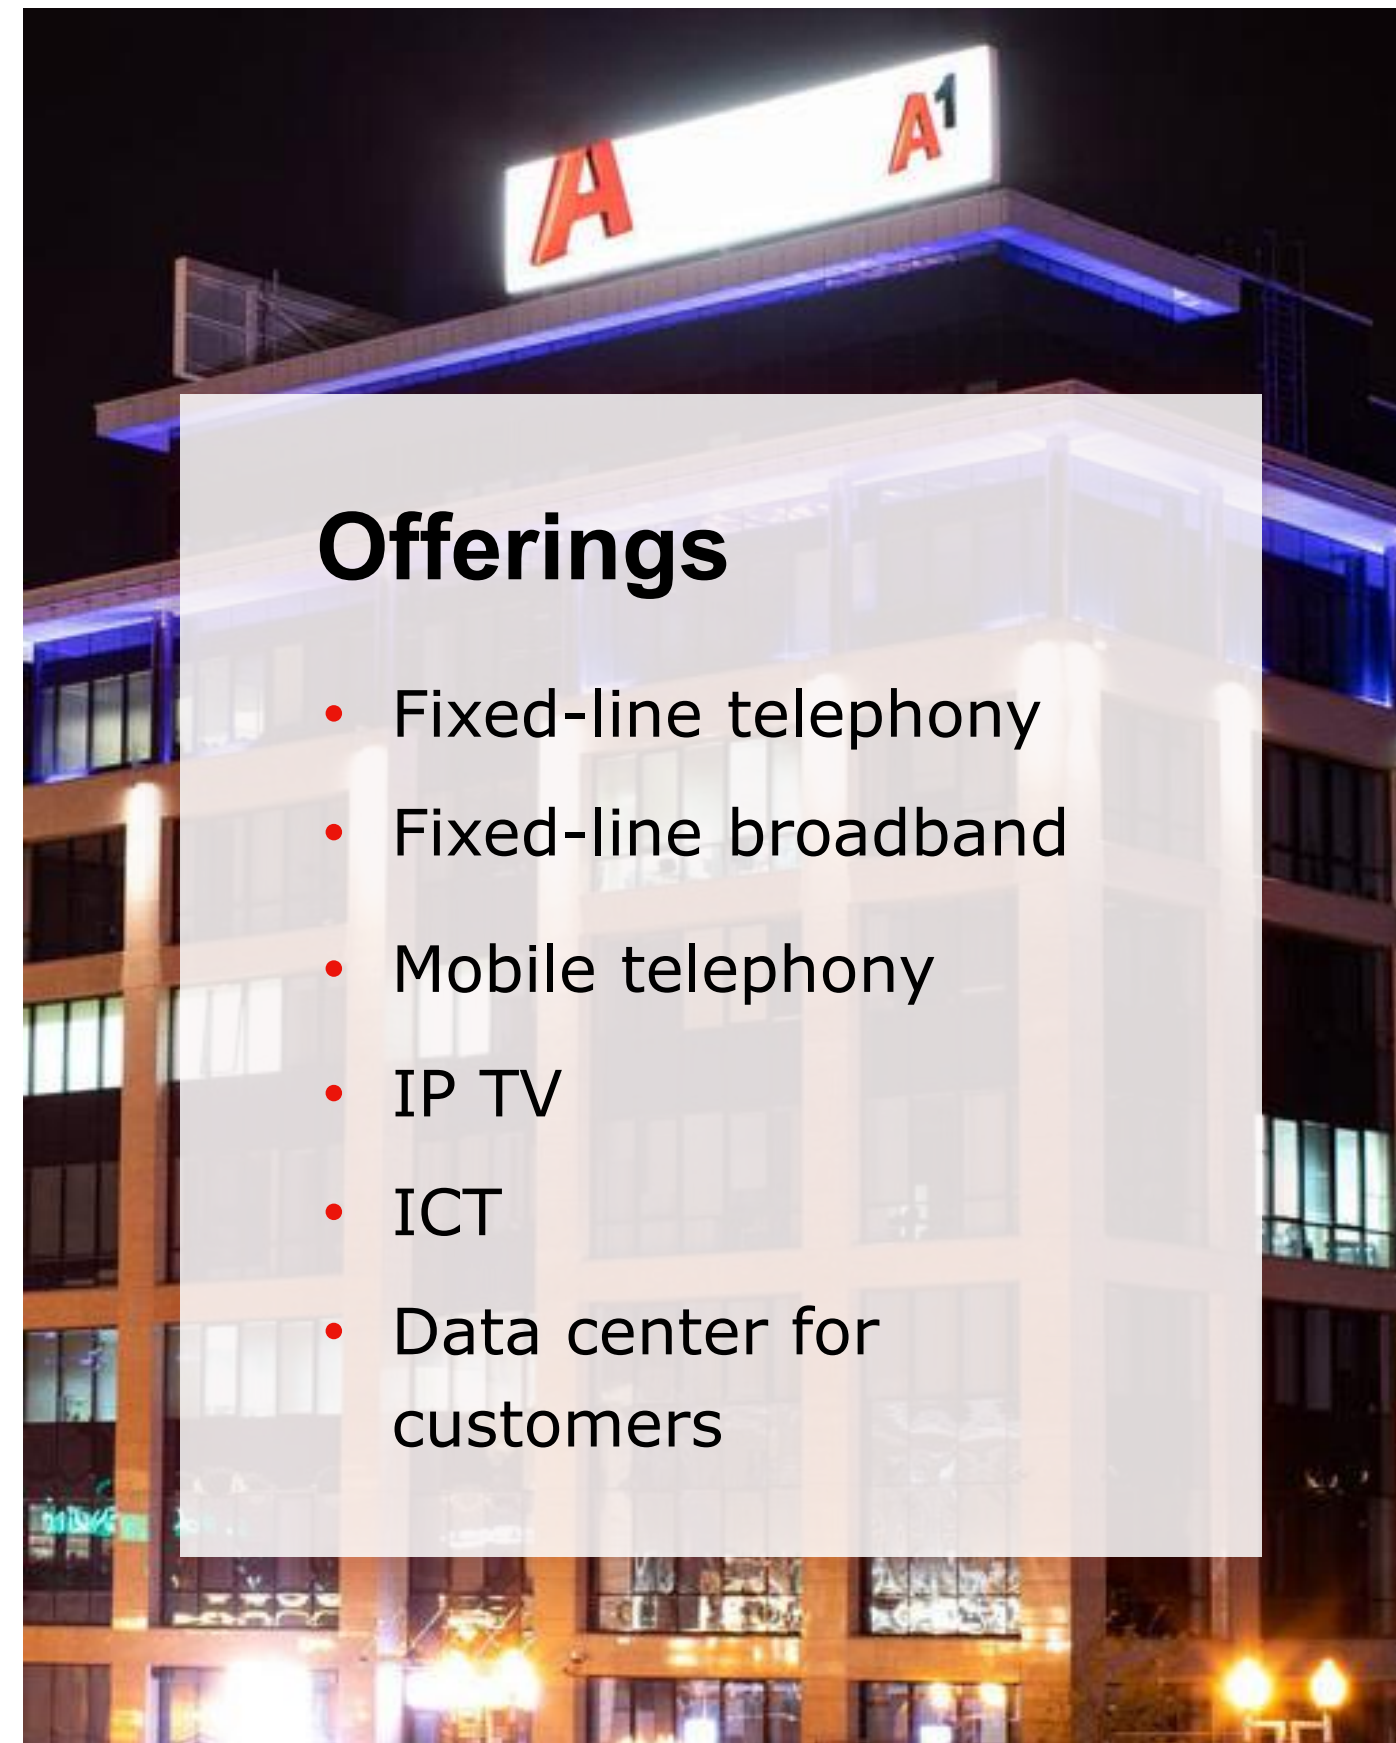 A A1
Offerings
• Fixed-line telephony
• Fixed-line broadband
• Mobile telephony
• IP TV
• ICT
• Data center for
customers